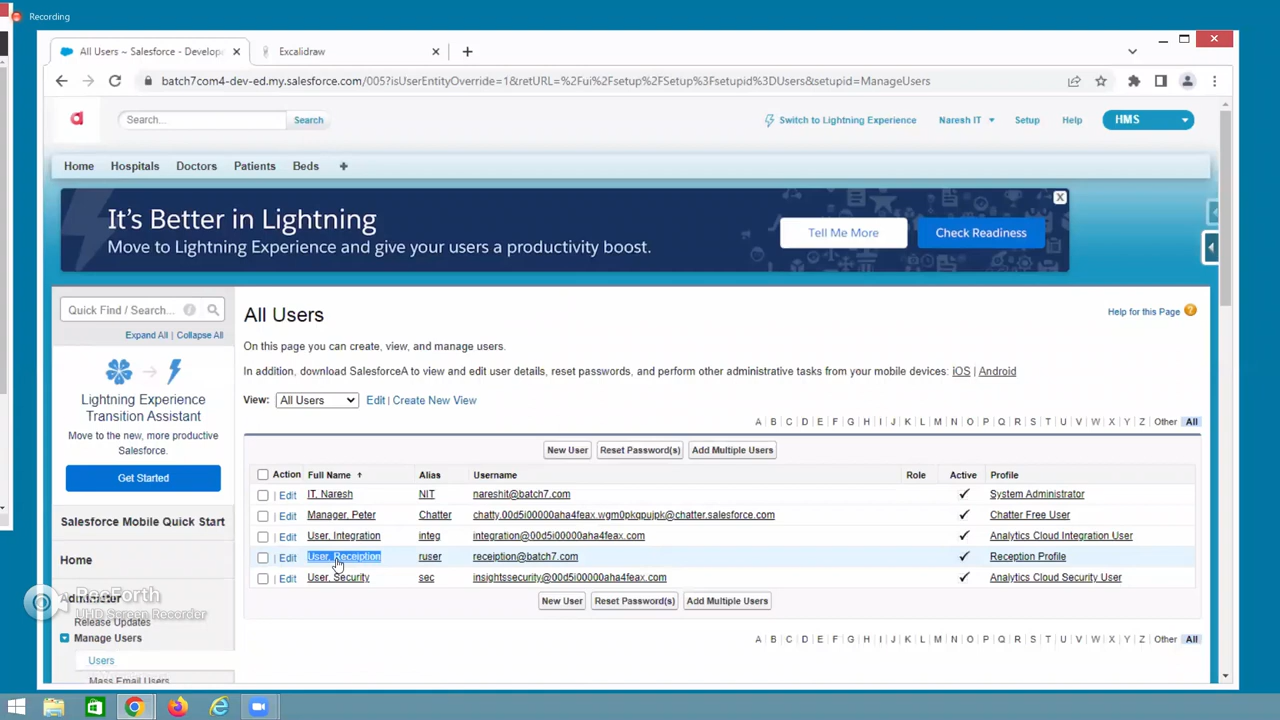 Recording
All Users ~ Salesforce - Develope
Excalidraw
batch7com4-dev-ed.my.salesforce.com/005?isUserEntityOverride=1&retURL=%2Fui%2Fsetup%2FSetup%3Fsetupid%3DUsers&setupid=ManageUsers
Search...
Search
Switch to Lightning Experience
Naresh IT
Setup
Help
HMS
Home
Hospitals
Doctors
Patients
Beds
It's Better in Lightning
Move to Lightning Experience and give your users a productivity boost.
Tell Me More
Check Readiness
X
Quick Find / Search...
Expand All | Collapse All
Lightning Experience
Transition Assistant
Move to the new, more productive
Salesforce.
Get Started
Salesforce Mobile Quick Start
Home
Release Updates
Manage Users
Users
Mass Email Users
RecForth
UHD Screen Recorder
All Users
Help for this Page
On this page you can create, view, and manage users.
In addition, download SalesforceA to view and edit user details, reset passwords, and perform other administrative tasks from your mobile devices: iOS | Android
View: All Users Edit | Create New View
A B C D E F G H I J K L M N O P Q R S T U V W X Y Z Other All
New User Reset Password(s) Add Multiple Users
Action Full Name Alias Username Role Active Profile
Edit IT, Naresh NIT nareshit@batch7.com System Administrator
Edit Manager, Peter Chatter chatty.00d5i00000aha4feax.wgm0pkqpujpk@chatter.salesforce.com Chatter Free User
Edit User, Integration integ integration@00d5i00000aha4feax.com Analytics Cloud Integration User
Edit User, Receiption ruser receiption@batch7.com Reception Profile
Edit User, Security sec insightssecurity@00d5i00000aha4feax.com Analytics Cloud Security User
New User Reset Password(s) Add Multiple Users
A B C D E F G H I J K L M N O P Q R S T U V W X Y Z Other All